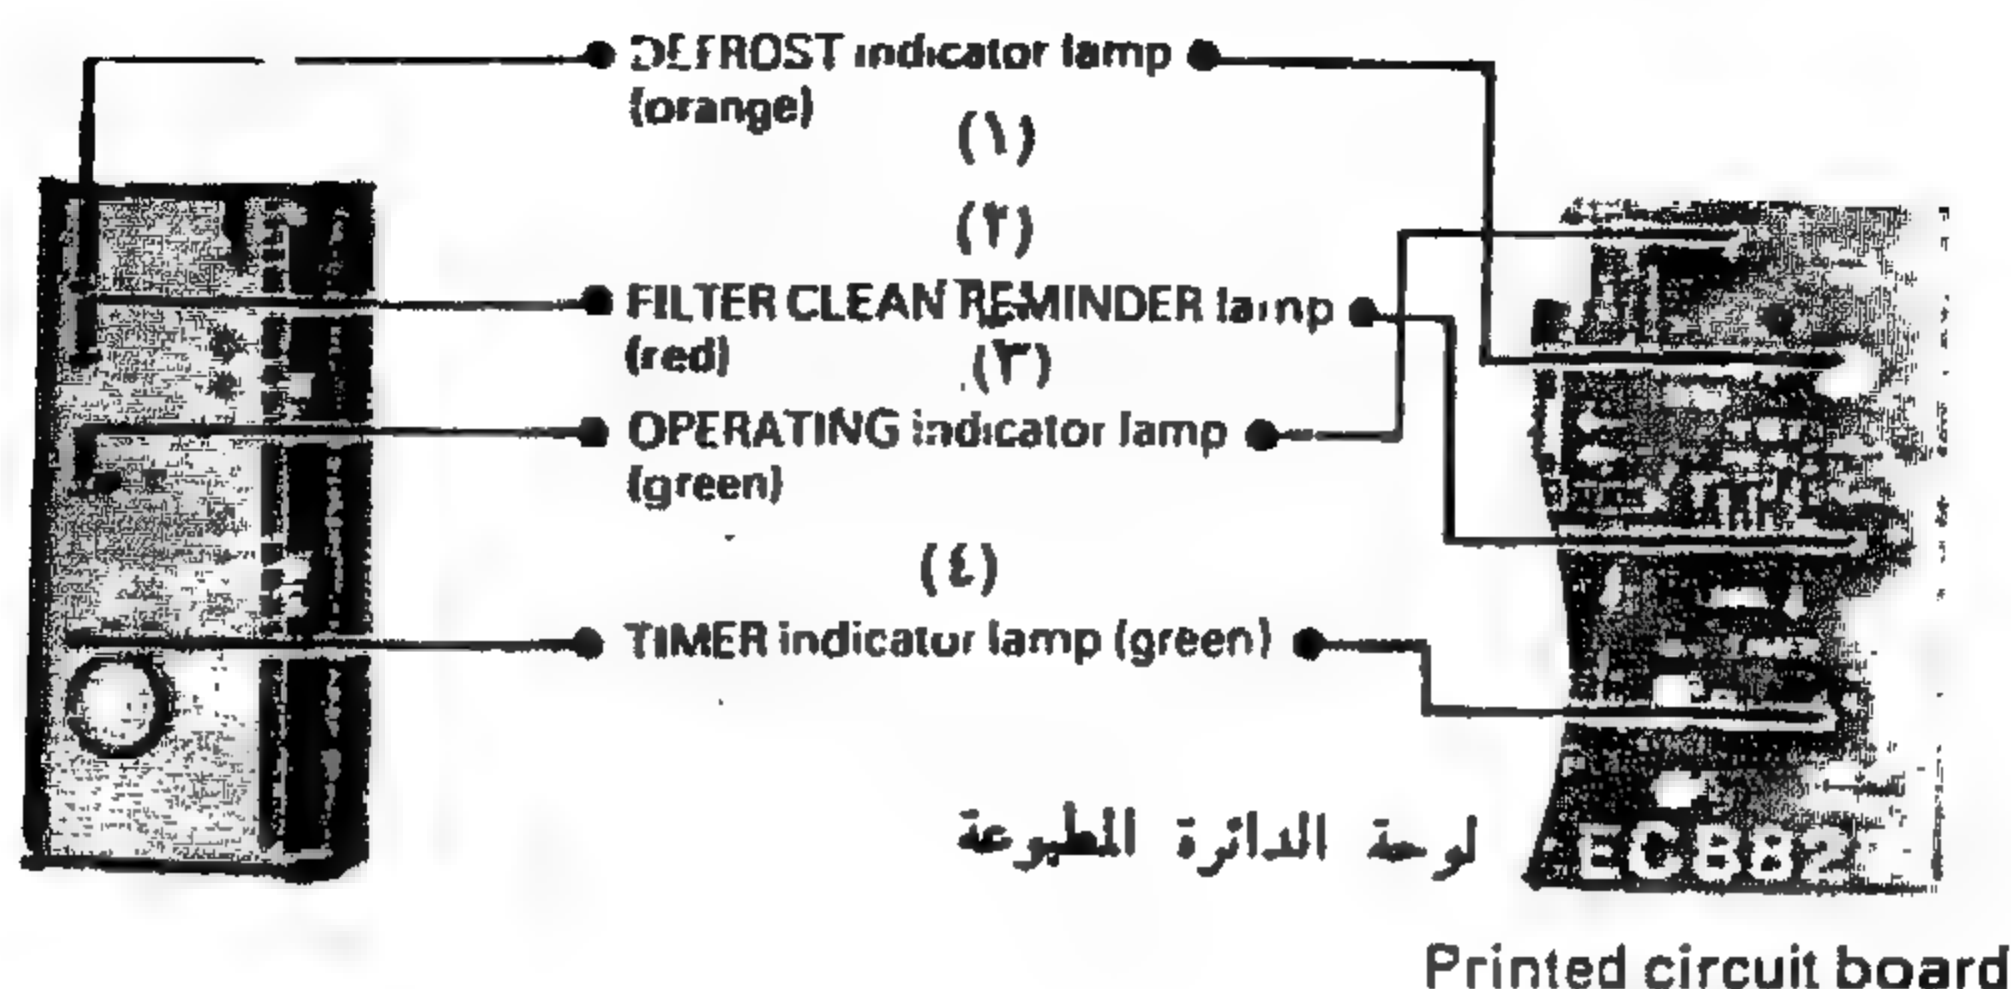 DEFROST indicator lamp
(orange)
(١)
(٢)
FILTER CLEAN REMINDER lamp
(red)
(٣)
OPERATING indicator lamp
(green)
(٤)
TIMER indicator lamp (green)
لوحة الدائرة المطبوعة
EC882
Printed circuit board